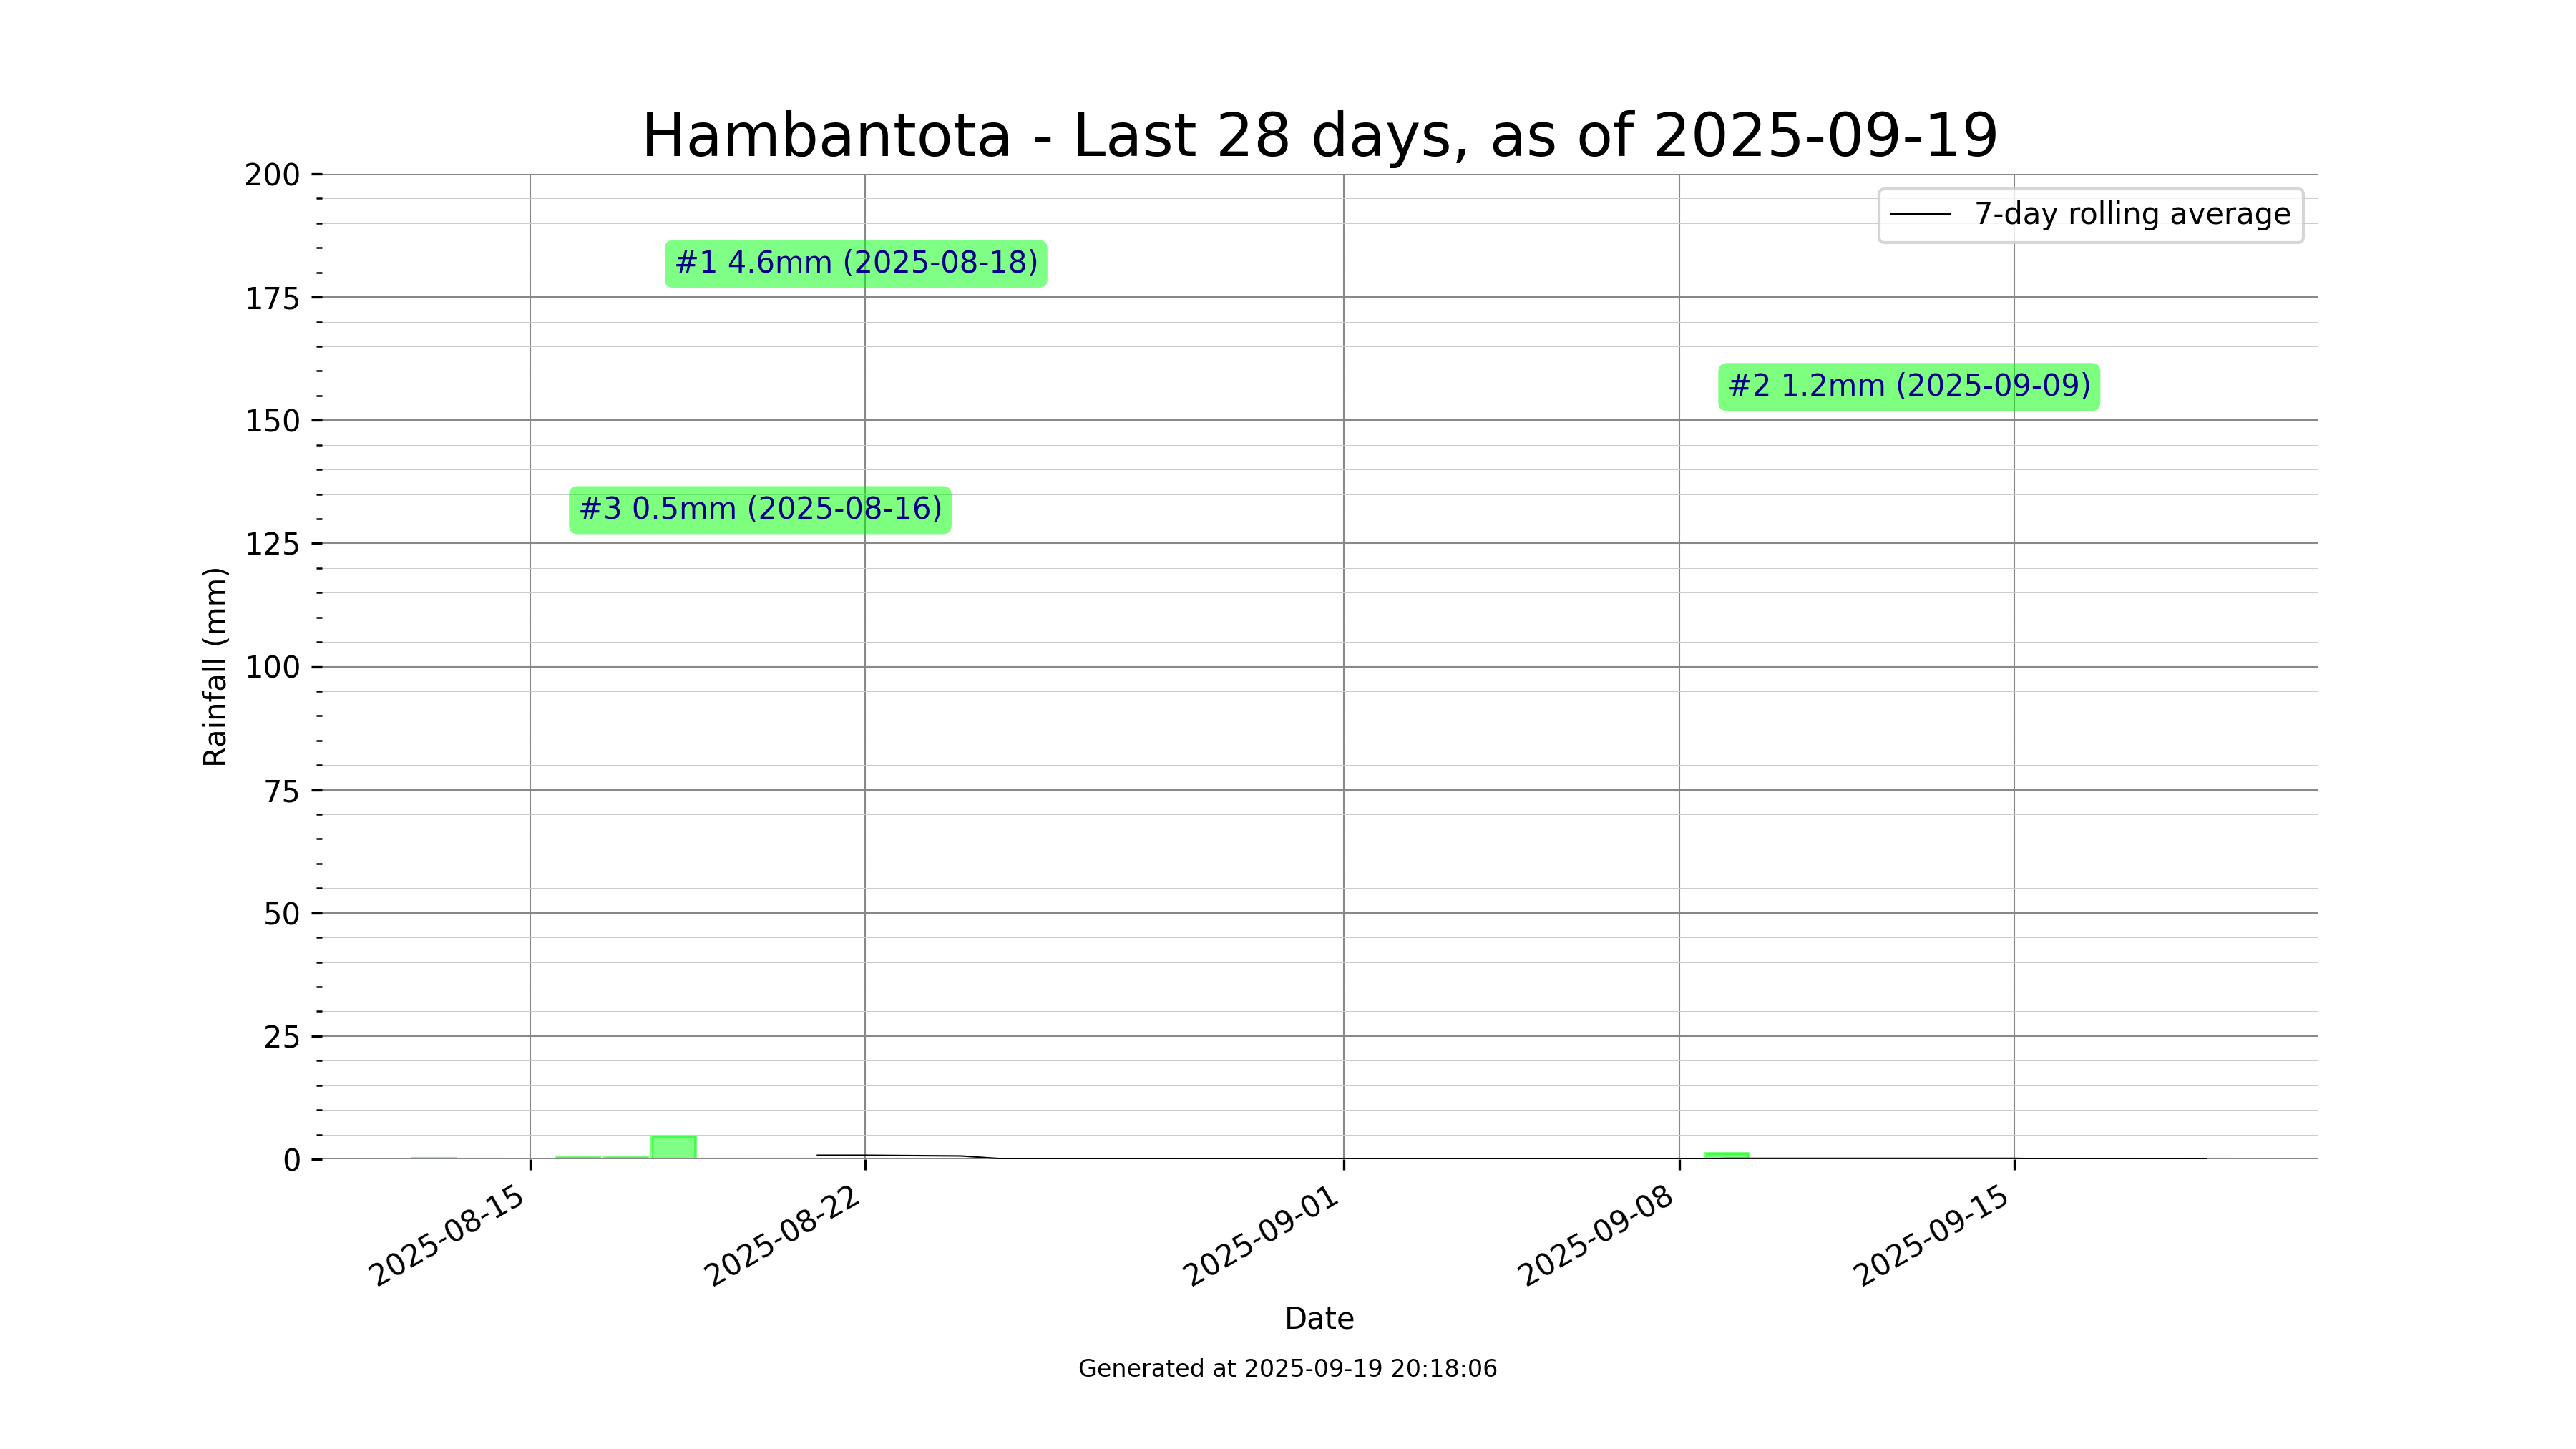 Hambantota - Last 28 days, as of 2025-09-19
7-day rolling average
#1 4.6mm (2025-08-18)
#2 1.2mm (2025-09-09)
#3 0.5mm (2025-08-16)
Rainfall (mm)
200
175
150
125
100
75
50
25
0
2025-08-15
2025-08-22
2025-09-01
2025-09-08
2025-09-15
Date
Generated at 2025-09-19 20:18:06